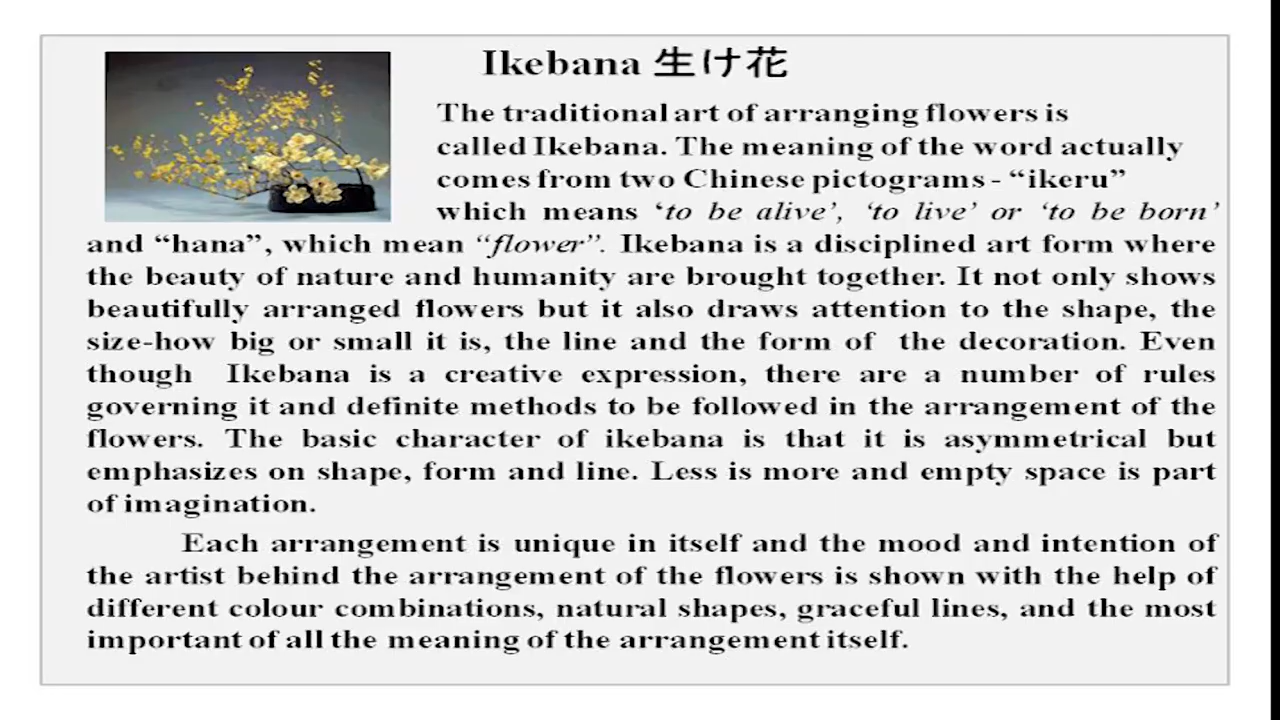 Ikebana 生け花
The traditional art of arranging flowers is
called Ikebana. The meaning of the word actually
comes from two Chinese pictograms - “ikeru”
which means ‘to be alive’, ‘to live’ or ‘to be born’
and “hana”, which mean “flower”. Ikebana is a disciplined art form where
the beauty of nature and humanity are brought together. It not only shows
beautifully arranged flowers but it also draws attention to the shape, the
size-how big or small it is, the line and the form of the decoration. Even
though Ikebana is a creative expression, there are a number of rules
governing it and definite methods to be followed in the arrangement of the
flowers. The basic character of ikebana is that it is asymmetrical but
emphasizes on shape, form and line. Less is more and empty space is part
of imagination.
Each arrangement is unique in itself and the mood and intention of
the artist behind the arrangement of the flowers is shown with the help of
different colour combinations, natural shapes, graceful lines, and the most
important of all the meaning of the arrangement itself.